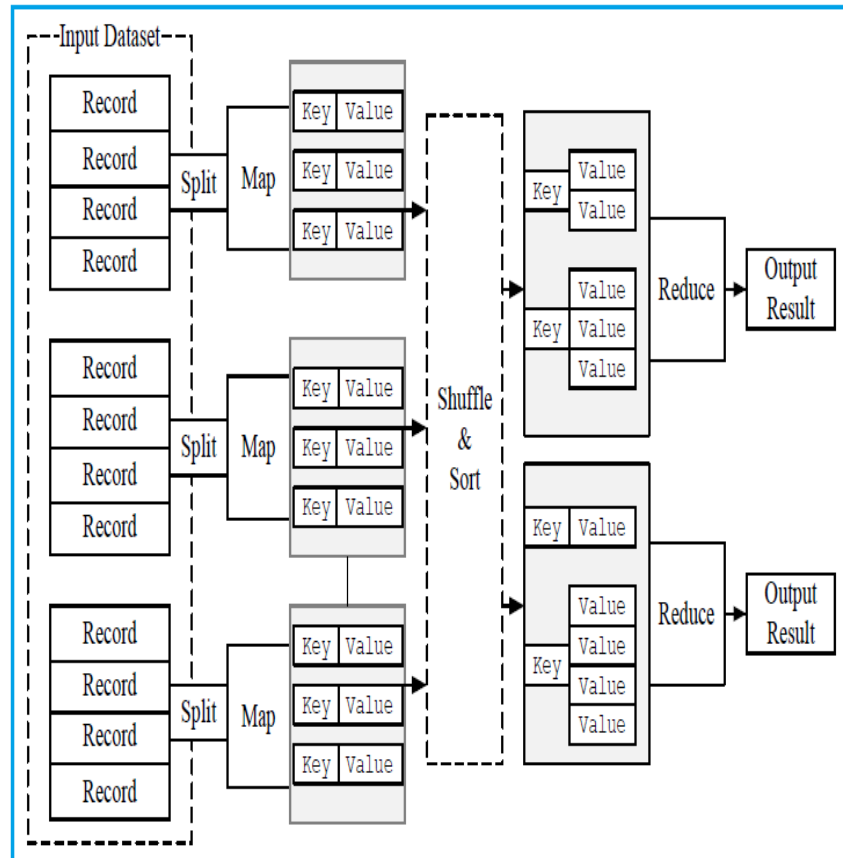 Input Dataset
Record
Record
Record
Record
Split
Map
Key Value
Key Value
Key Value
Record
Record
Record
Record
Split
Map
Key Value
Key Value
Key Value
Record
Record
Record
Record
Split
Map
Key Value
Key Value
Key Value
Shuffle
&
Sort
Key
Value
Value
Key
Value
Value
Value
Reduce
Output
Result
Key Value
Key
Value
Value
Value
Value
Reduce
Output
Result